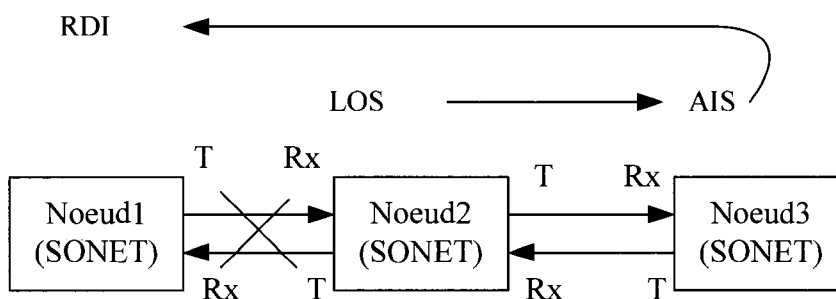 RDI
LOS AIS
T Rx T Rx
Noeud1 Noeud2 Noeud3
(SONET) (SONET) (SONET)
Rx T Rx T